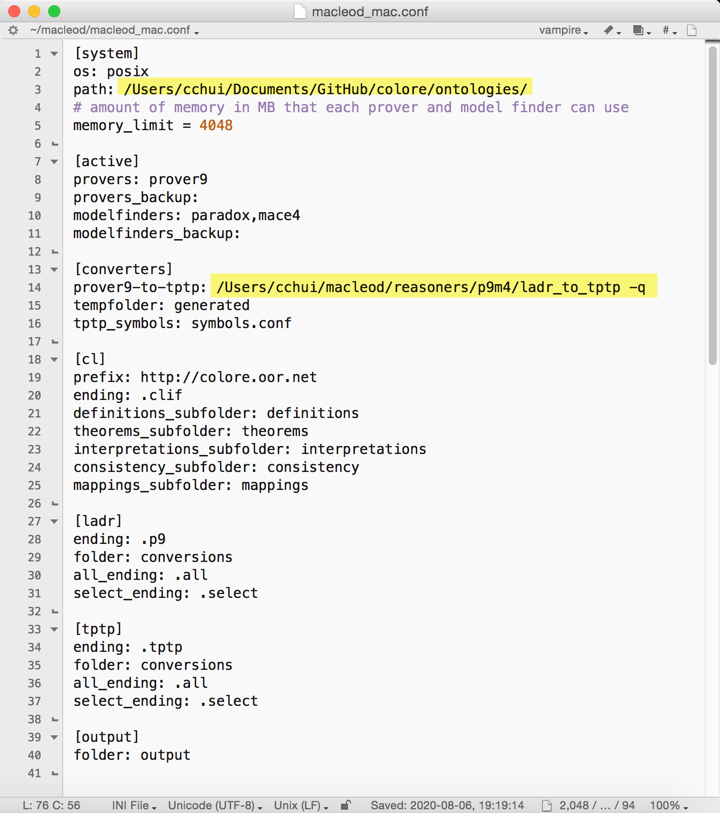 macleod_mac.conf
~/macleod/macleod_mac.conf
vampire
#
1 [system]
2 os: posix
3 path: /Users/cchui/Documents/GitHub/colore/ontologies/
4 # amount of memory in MB that each prover and model finder can use
5 memory_limit = 4048
6
7 [active]
8 provers: prover9
9 provers_backup:
10 modelfinders: paradox,mace4
11 modelfinders_backup:
12
13 [converters]
14 prover9-to-tptp: /Users/cchui/macleod/reasoners/p9m4/ladr_to_tptp -q
15 tempfolder: generated
16 tptp_symbols: symbols.conf
17
18 [cl]
19 prefix: http://colore.oor.net
20 ending: .clif
21 definitions_subfolder: definitions
22 theorems_subfolder: theorems
23 interpretations_subfolder: interpretations
24 consistency_subfolder: consistency
25 mappings_subfolder: mappings
26
27 [ladr]
28 ending: .p9
29 folder: conversions
30 all_ending: .all
31 select_ending: .select
32
33 [tptp]
34 ending: .tptp
35 folder: conversions
36 all_ending: .all
37 select_ending: .select
38
39 [output]
40 folder: output
41
L: 76 C: 56 INI File Unicode (UTF-8) Unix (LF) Saved: 2020-08-06, 19:19:14 2,048 / ... / 94 100%